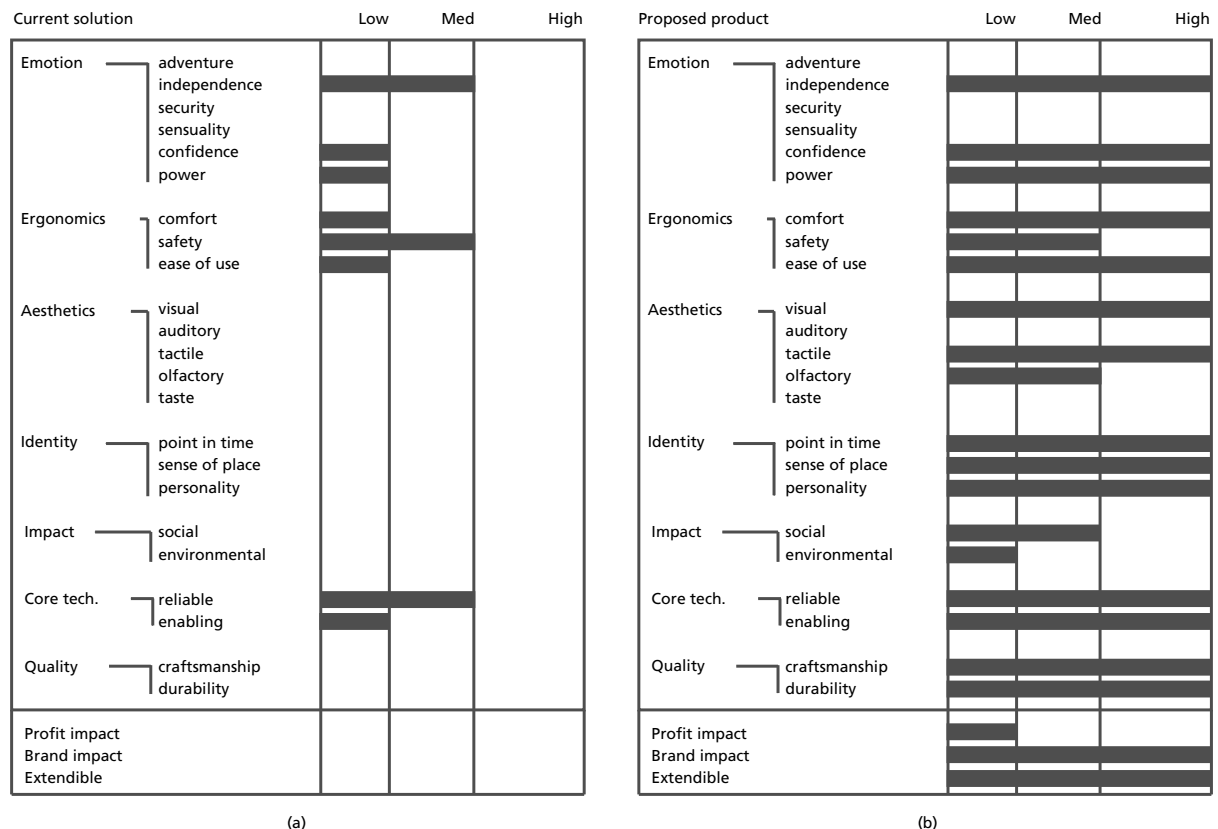 Current solution Low Med High
Emotion adventure
independence
security
sensuality
confidence
power
Ergonomics comfort
safety
ease of use
Aesthetics visual
auditory
tactile
olfactory
taste
Identity point in time
sense of place
personality
Impact social
environmental
Core tech. reliable
enabling
Quality craftsmanship
durability
Profit impact
Brand impact
Extendible
(a)
Proposed product Low Med High
Emotion adventure
independence
security
sensuality
confidence
power
Ergonomics comfort
safety
ease of use
Aesthetics visual
auditory
tactile
olfactory
taste
Identity point in time
sense of place
personality
Impact social
environmental
Core tech. reliable
enabling
Quality craftsmanship
durability
Profit impact
Brand impact
Extendible
(b)